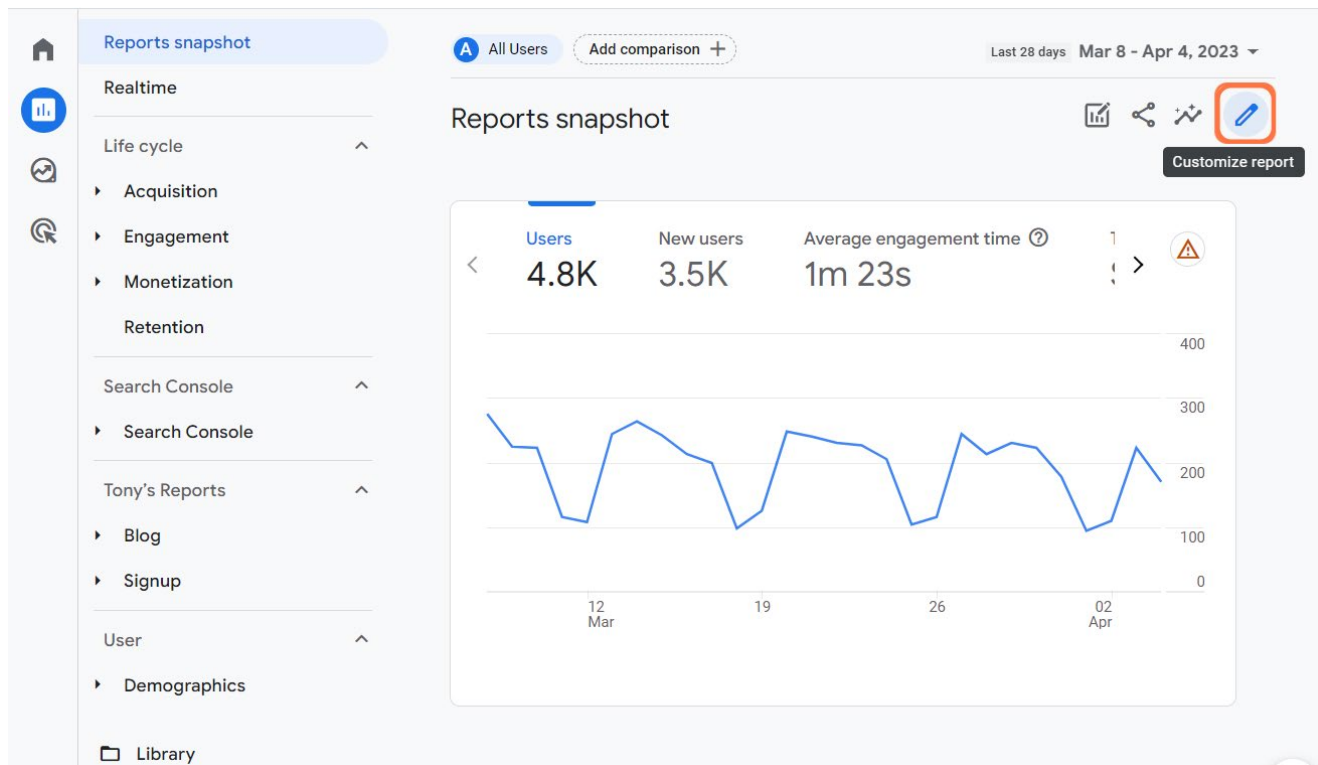 Reports snapshot
Realtime
Life cycle
Acquisition
Engagement
Monetization
Retention
Search Console
Search Console
Tony's Reports
Blog
Signup
User
Demographics
Library
A All Users Add comparison +
Last 28 days Mar 8 - Apr 4, 2023
Reports snapshot
Customize report
Users New users Average engagement time
4.8K 3.5K 1m 23s
400
300
200
100
0
12 19 26 02
Mar Apr